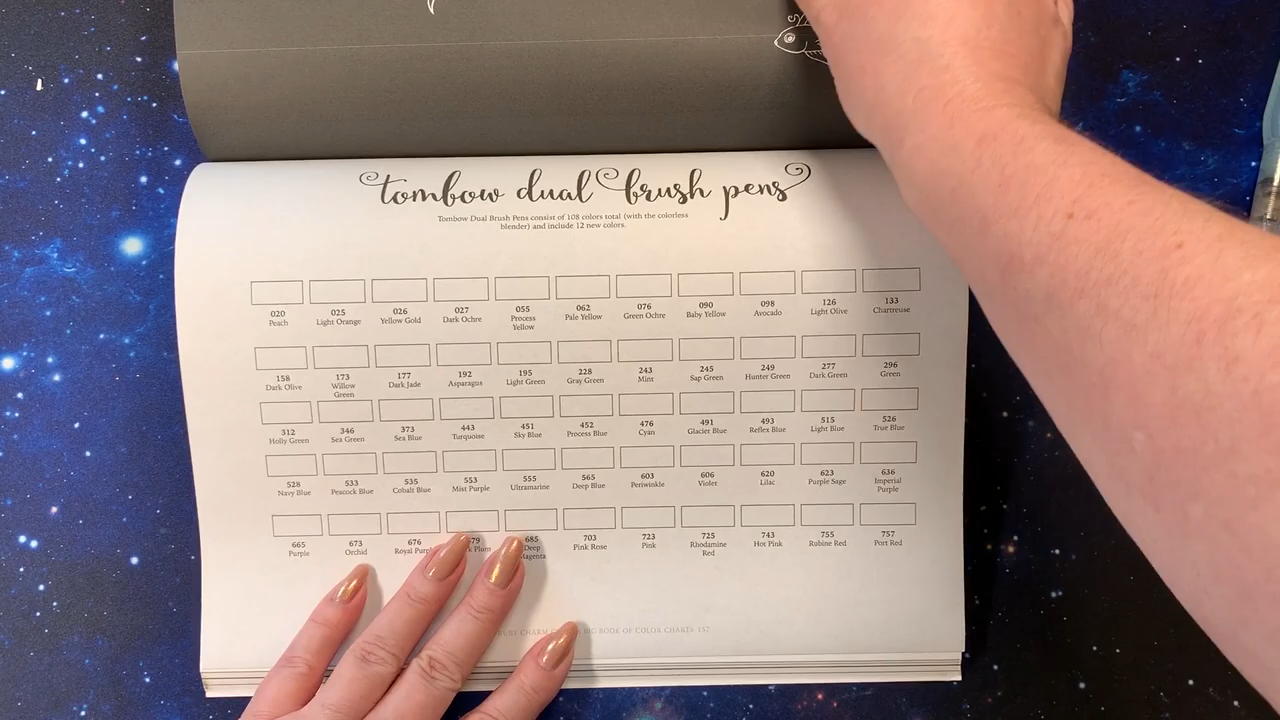 tombow dual brush pens
Tombow Dual Brush Pens consist of 108 colors total (with the colorless
blender) and include 12 new colors.
020 025 026 027 055 062 076 090 098 126 133
Peach Light Orange Yellow Gold Dark Ochre Process Pale Yellow Green Ochre Baby Yellow Avocado Light Olive Chartreuse
Yellow
158 173 177 192 195 228 243 245 249 277 296
Dark Olive Willow Dark Jade Asparagus Light Green Gray Green Mint Sap Green Hunter Green Dark Green Green
Green
312 346 373 443 451 452 476 491 493 515 526
Holly Green Sea Green Sea Blue Turquoise Sky Blue Process Blue Cyan Glacier Blue Reflex Blue Light Blue True Blue
528 533 535 553 555 565 603 606 620 623 636
Navy Blue Peacock Blue Cobalt Blue Mist Purple Ultramarine Deep Blue Periwinkle Violet Lilac Purple Sage Imperial
Purple
665 673 676 685 703 723 725 743 755 757
Purple Orchid Royal Plum Deep Pink Rose Pink Rhodamine Hot Pink Rubine Red Port Red
Magenta Red
CHARM BIG BOOK OF COLOR CHARTS 157